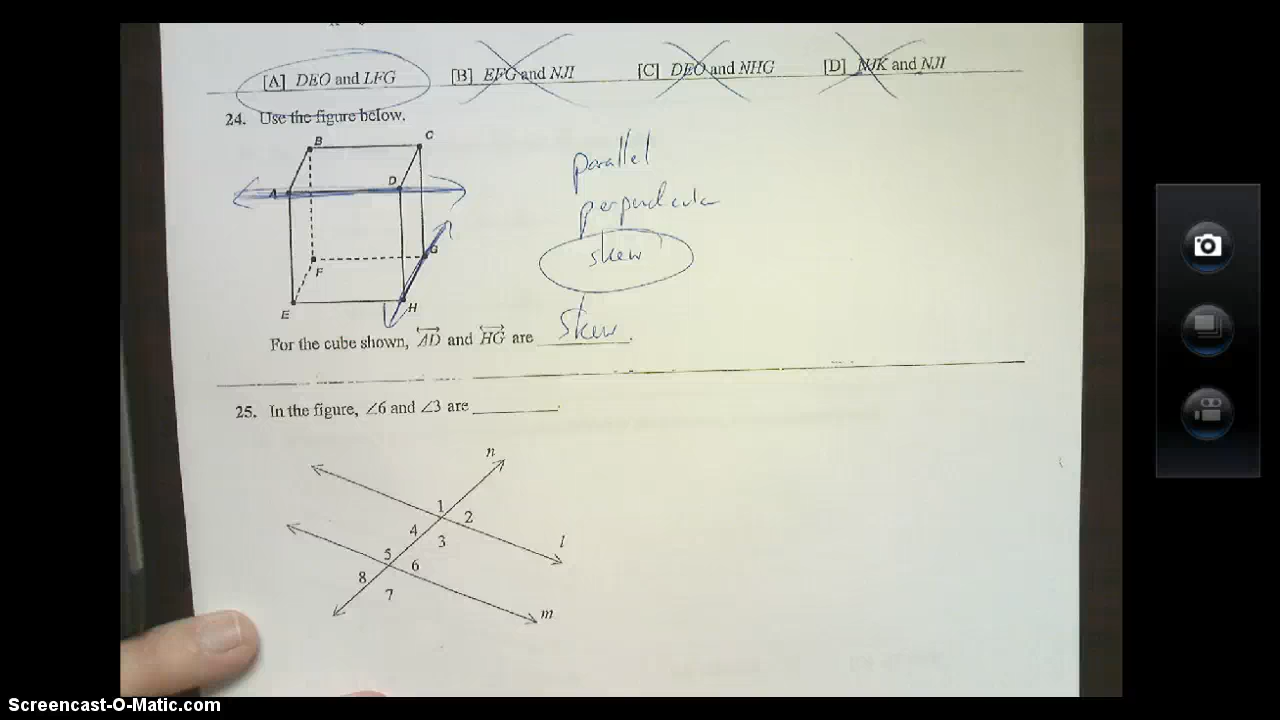 [A] DEO and LFG [B] EFG and NJI [C] DEO and NHG [D] and NJI
24. Use the figure below.
B
C
A
D
F
G
E
H
parallel
skew
For the cube shown, AD and HG are skew.
25. In the figure, ∠6 and ∠3 are ________.
n
1
2
4
3
l
5
6
8
7
m
Screencast-O-Matic.com